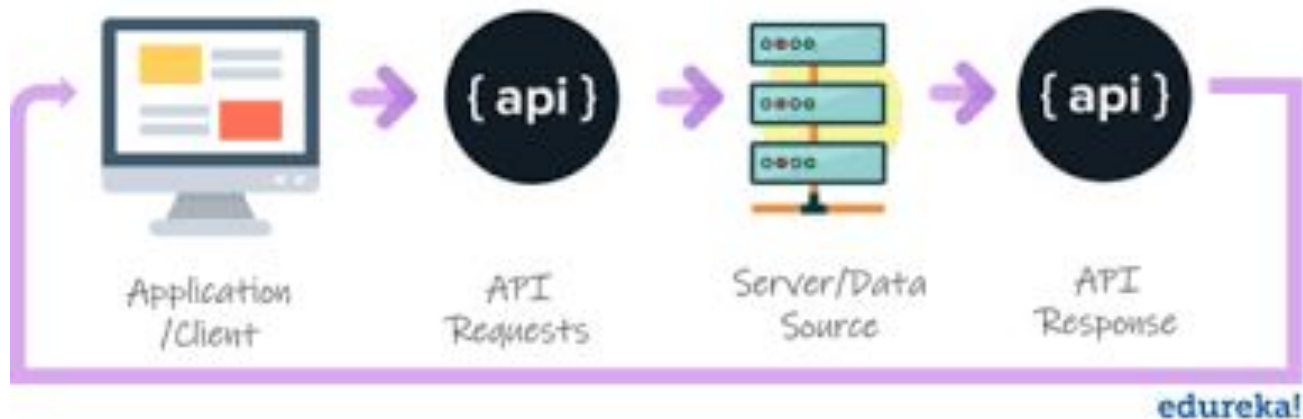 { api }
{ api }
Application
/Client
API
Requests
Server/Data
Source
API
Response
edureka!